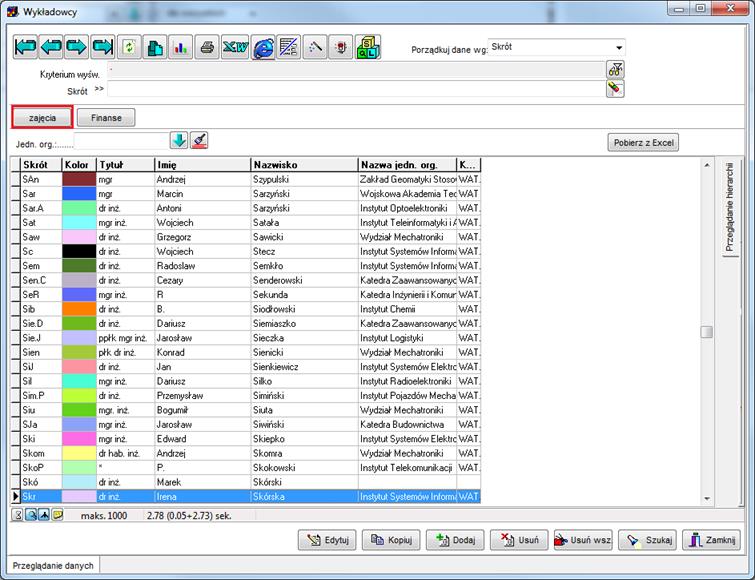 Wykładowcy
XW
Porządkuj dane wg: Skrót
Kryterium wyśw.
Skrót >>
zajęcia Finanse
Jedn. org.:...... Pobierz z Excel
Przeglądanie hierarchii
Skrót Kolor Tytuł Imię Nazwisko Nazwa jedn. org. K...
SAn mgr Andrzej Szypulski Zakład Geomatyki Stosow WAT.
Sar mgr Marcin Sarzyński Wojskowa Akademia Tec WAT.
Sar.A dr inż. Antoni Sarzyński Instytut Optoelektroniki WAT.
Sat mgr inż. Wojciech Satała Instytut Teleinformatyki i A WAT.
Saw dr inż. Grzegorz Sawicki Wydział Mechatroniki WAT.
Sc dr inż. Wojciech Stecz Instytut Systemów Informa WAT.
Sem dr inż. Radosław Semkło Instytut Systemów Informa WAT.
Sen.C dr inż. Cezary Senderowski Katedra Zaawansowanyc WAT.
SeR mgr inż. R Sekunda Katedra Inżynierii i Komun WAT.
Sib dr inż. B. Siodłowski Instytut Chemii WAT.
Sie.D dr inż. Dariusz Siemiaszko Katedra Zaawansowanyc WAT.
Sie.J ppłk mgr inż. Jarosław Sieczka Instytut Logistyki WAT.
Sien płk dr inż. Konrad Sienicki Wydział Mechatroniki WAT.
SiJ dr inż. Jan Sienkiewicz Instytut Systemów Elektro WAT.
Sil mgr inż. Dariusz Silko Instytut Radioelektroniki WAT.
Sim.P dr inż. Przemysław Simiński Instytut Pojazdów Mecha WAT.
Siu mgr. inż. Bogumił Siuta Wydział Mechatroniki WAT.
SJa mgr inż. Jarosław Siwiński Katedra Budownictwa WAT.
Ski mgr inż. Edward Skiepko Instytut Systemów Elektro WAT.
Skom dr hab. inż. Andrzej Skomra Wydział Mechatroniki WAT.
SkoP * P. Skokowski Instytut Telekomunikacji WAT.
Skó dr inż. Marek Skórski
Skr dr inż. Irena Skórska Instytut Systemów Informa WAT.
maks. 1000 2.78 (0.05+2.73) sek.
Edytuj Kopiuj Dodaj Usuń Usuń wsz Szukaj Zamknij
Przeglądanie danych